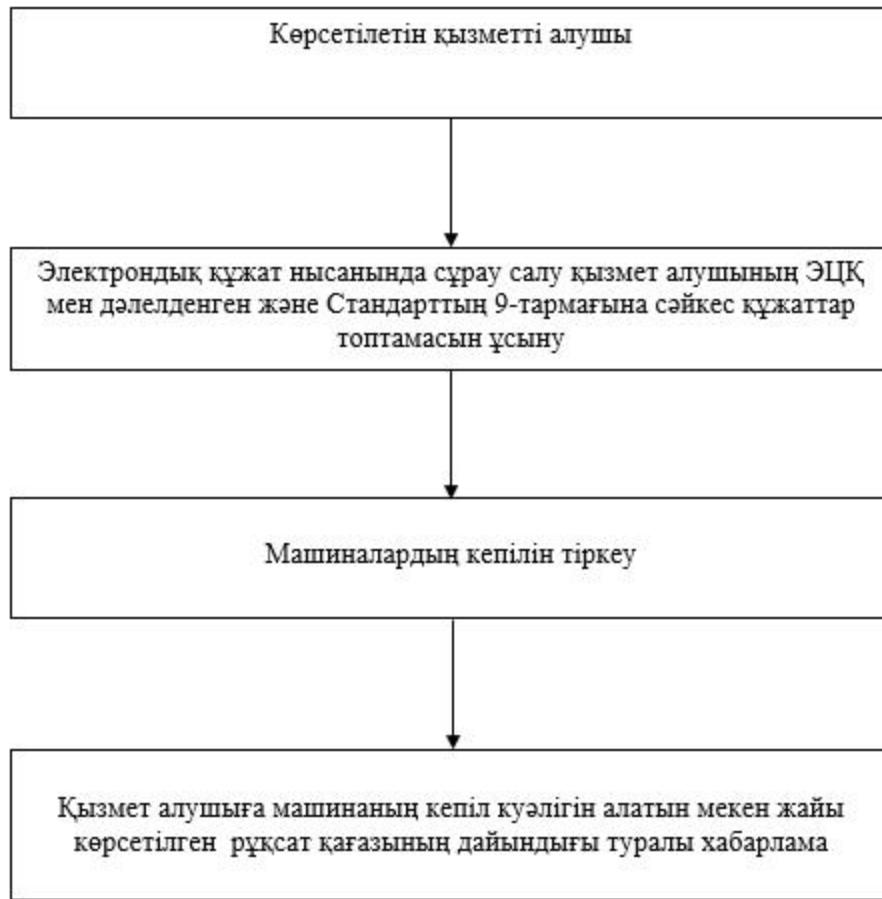 Көрсетілетін қызметті алушы
Электрондық құжат нысанында сұрау салу қызмет алушының ЭЦҚ
мен дәлелденген және Стандарттың 9-тармағына сәйкес құжаттар
топтамасын ұсыну
Машиналардың кепілін тіркеу
Қызмет алушыға машинаның кепіл куәлігін алатын мекен жайы
көрсетілген рұқсат қағазының дайындығы туралы хабарлама